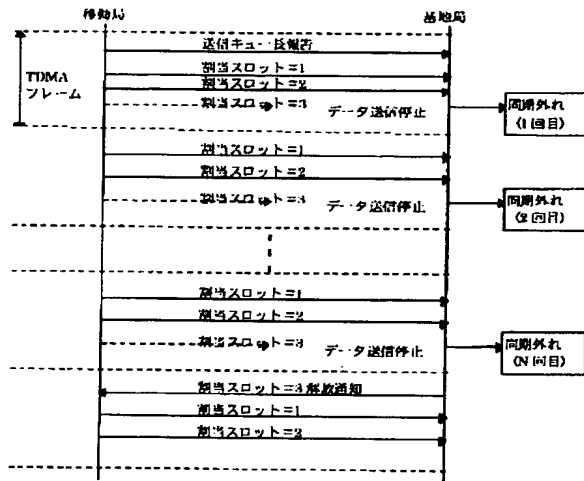 移動局
基地局
送信キュー長報告
TDMA
フレーム
割当スロット=1
割当スロット=2
割当スロット=3
データ送信停止
同期外れ
(1回目)
割当スロット=1
割当スロット=2
割当スロット=3
データ送信停止
同期外れ
(2回目)
割当スロット=1
割当スロット=2
割当スロット=3
データ送信停止
同期外れ
(N回目)
割当スロット=3解放通知
割当スロット=1
割当スロット=2